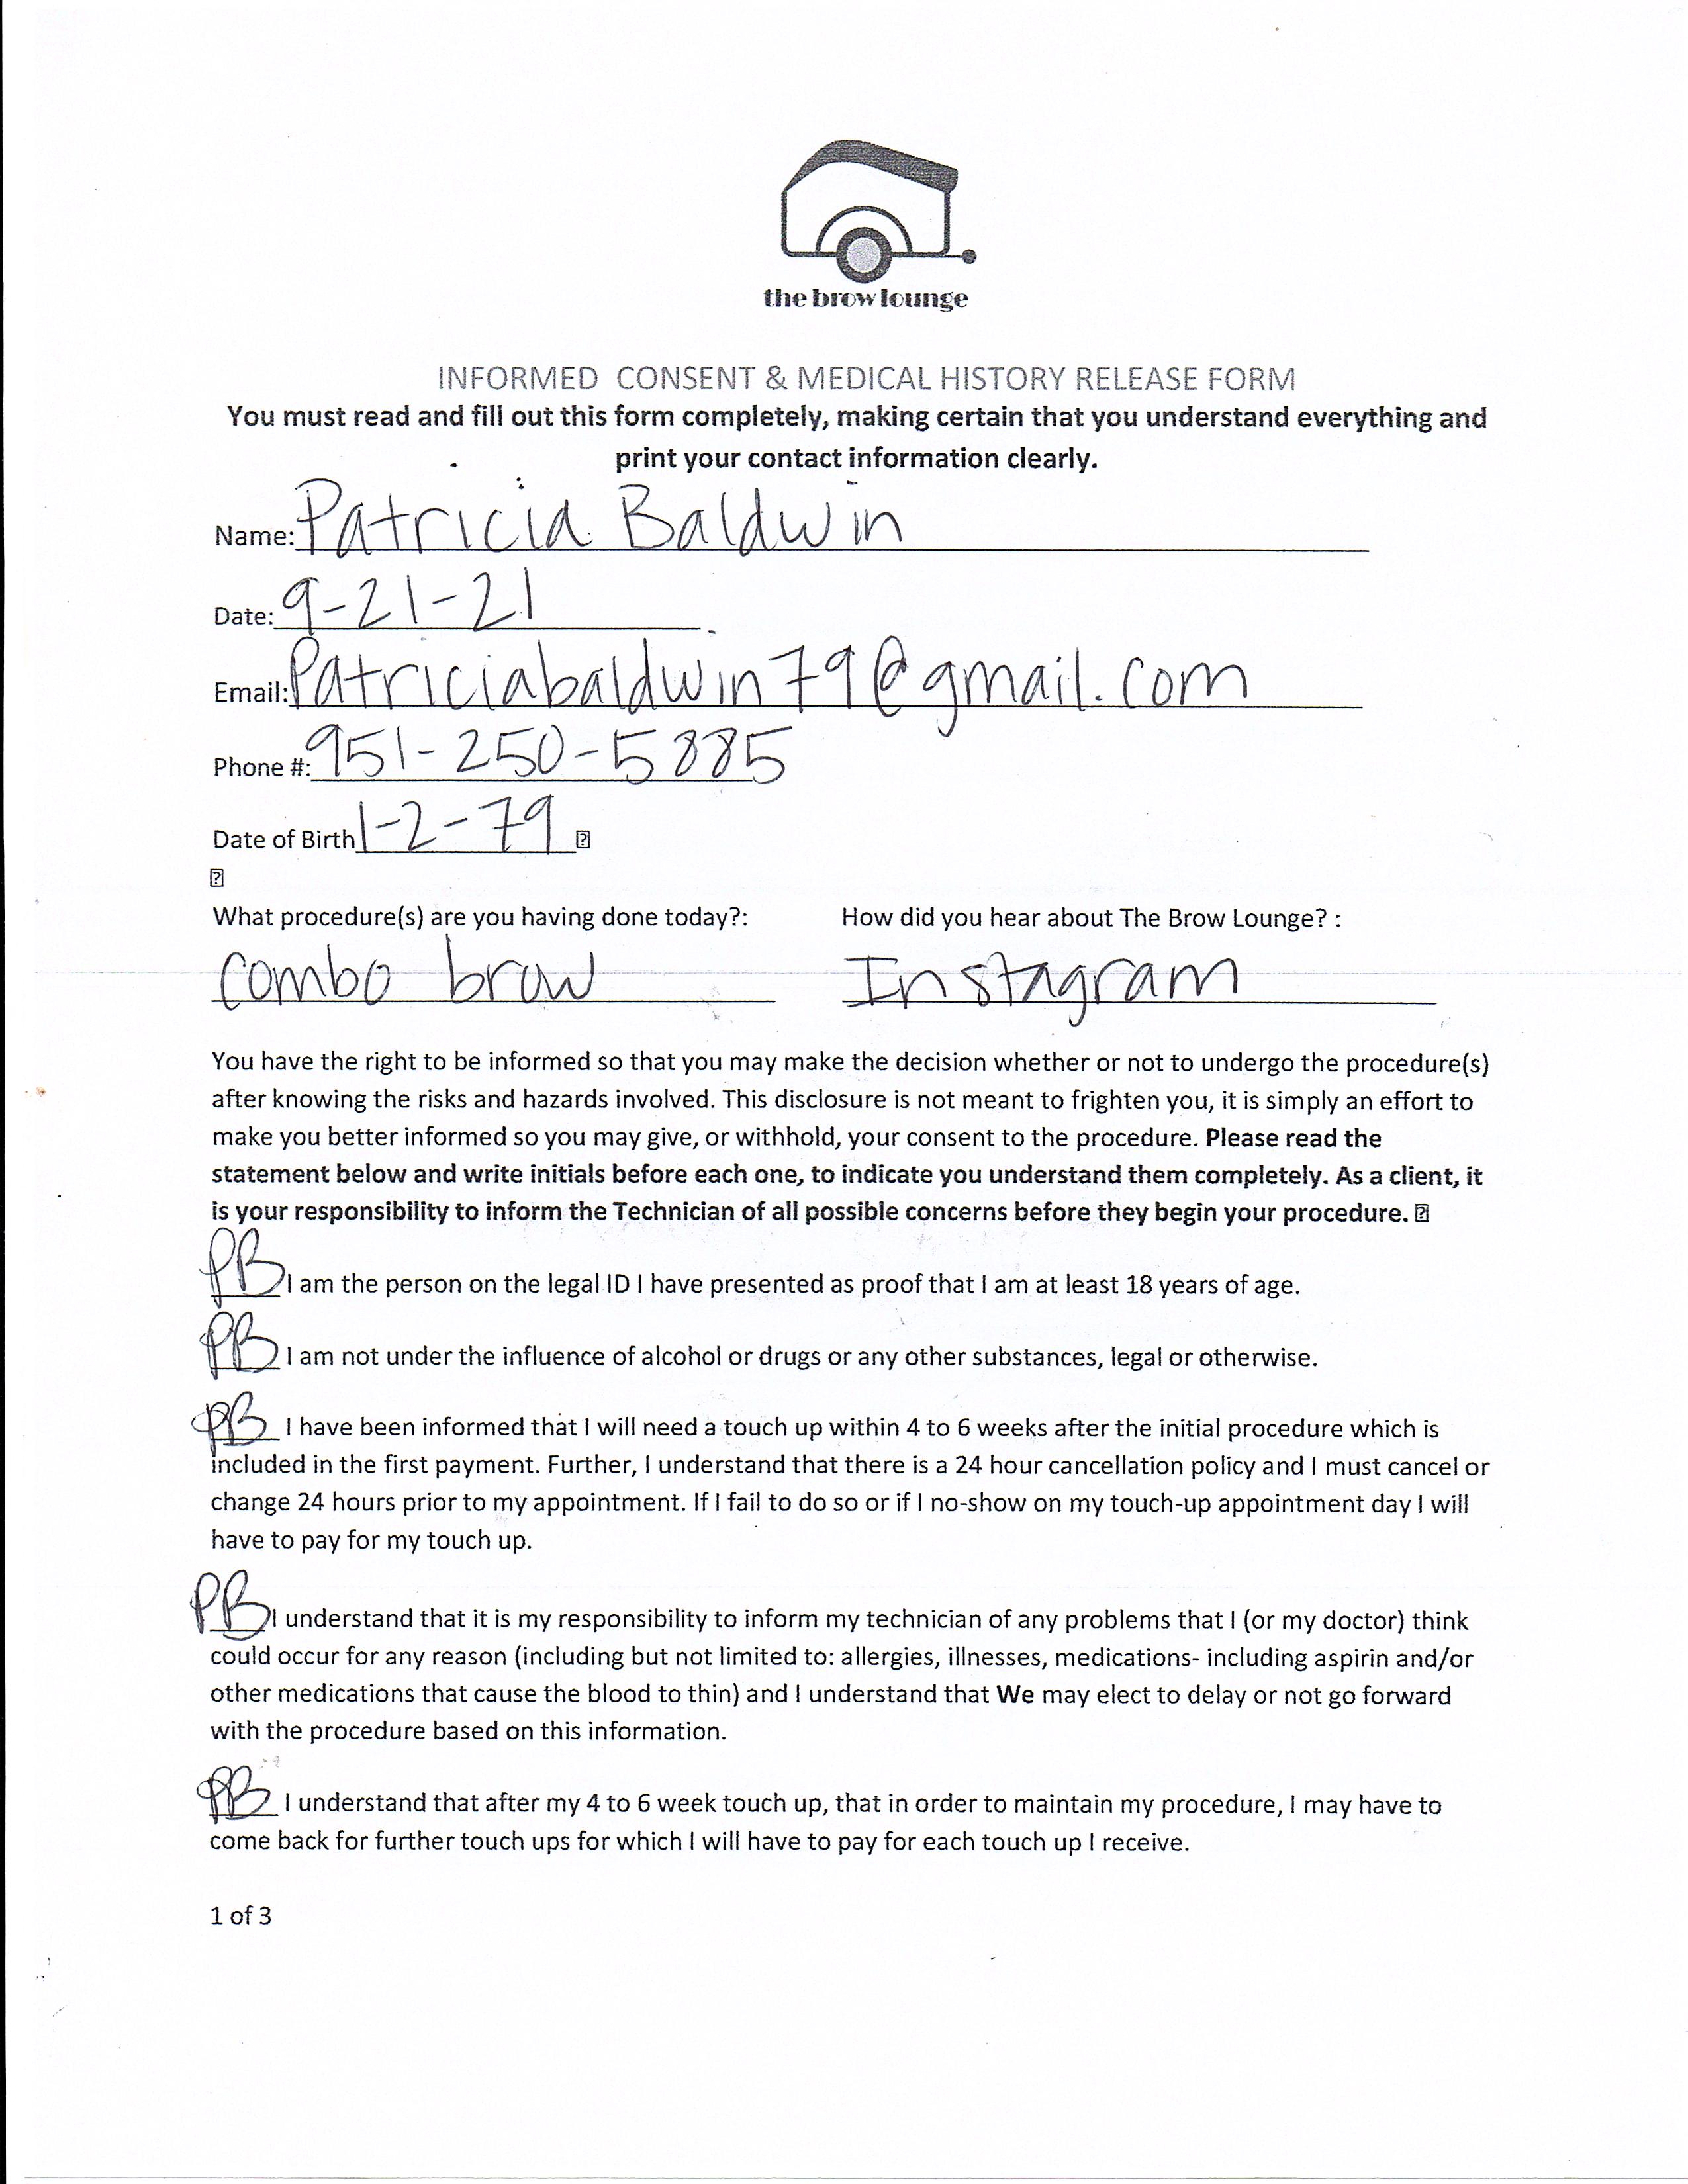 the brow lounge
INFORMED CONSENT & MEDICAL HISTORY RELEASE FORM
You must read and fill out this form completely, making certain that you understand everything and
print your contact information clearly.
Name: Patricia Baldwin
Date: 9-21-21
Email: Patriciabaldwin79@gmail.com
Phone #: 951-250-5885
Date of Birth 1-2-79
What procedure(s) are you having done today?: How did you hear about The Brow Lounge? :
combo brow Instagram
You have the right to be informed so that you may make the decision whether or not to undergo the procedure(s)
after knowing the risks and hazards involved. This disclosure is not meant to frighten you, it is simply an effort to
make you better informed so you may give, or withhold, your consent to the procedure. Please read the
statement below and write initials before each one, to indicate you understand them completely. As a client, it
is your responsibility to inform the Technician of all possible concerns before they begin your procedure.
PB I am the person on the legal ID I have presented as proof that I am at least 18 years of age.
PB I am not under the influence of alcohol or drugs or any other substances, legal or otherwise.
PB I have been informed that I will need a touch up within 4 to 6 weeks after the initial procedure which is
included in the first payment. Further, I understand that there is a 24 hour cancellation policy and I must cancel or
change 24 hours prior to my appointment. If I fail to do so or if I no-show on my touch-up appointment day I will
have to pay for my touch up.
PB I understand that it is my responsibility to inform my technician of any problems that I (or my doctor) think
could occur for any reason (including but not limited to: allergies, illnesses, medications- including aspirin and/or
other medications that cause the blood to thin) and I understand that We may elect to delay or not go forward
with the procedure based on this information.
PB I understand that after my 4 to 6 week touch up, that in order to maintain my procedure, I may have to
come back for further touch ups for which I will have to pay for each touch up I receive.
1 of 3